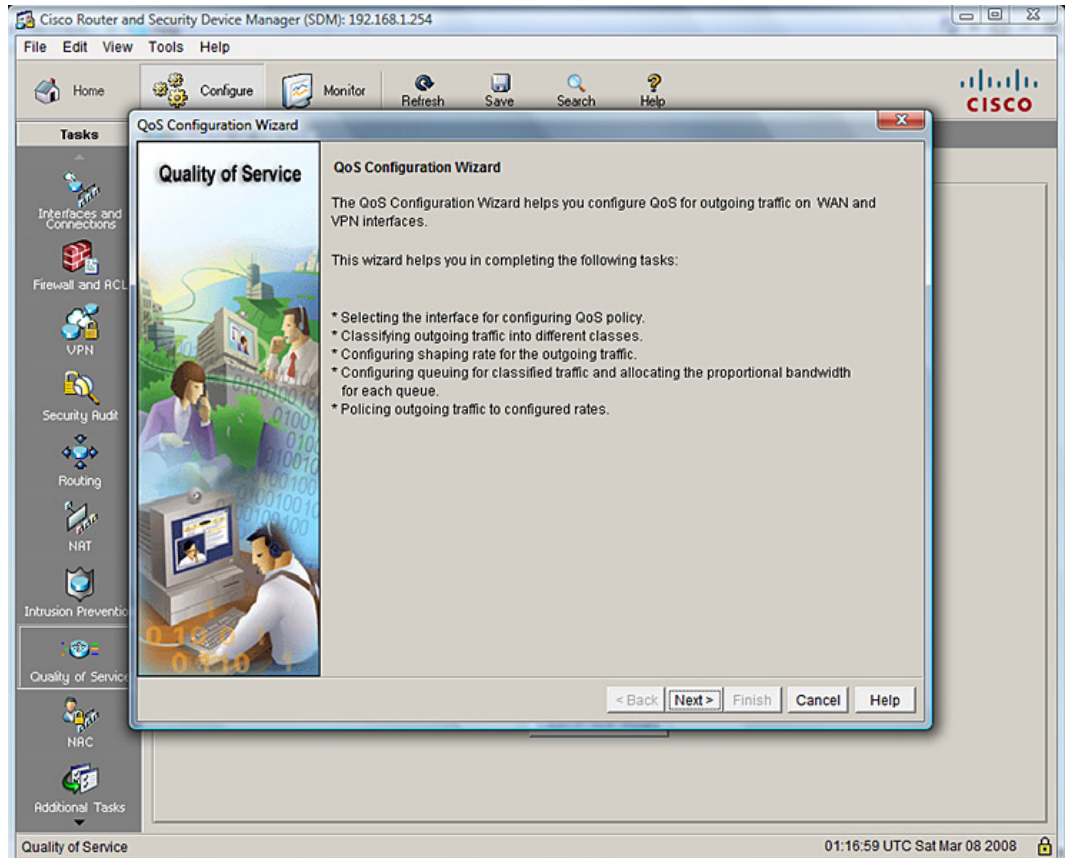 Cisco Router and Security Device Manager (SDM): 192.168.1.254
File Edit View Tools Help
Home Configure Monitor Refresh Save Search Help
CISCO
Tasks
QoS Configuration Wizard
Interfaces and
Connections
Firewall and ACL
VPN
Security Audit
Routing
NAT
Intrusion Preventio
Quality of Service
NAC
Additional Tasks
Quality of Service
QoS Configuration Wizard
The QoS Configuration Wizard helps you configure QoS for outgoing traffic on WAN and
VPN interfaces.
This wizard helps you in completing the following tasks:
* Selecting the interface for configuring QoS policy.
* Classifying outgoing traffic into different classes.
* Configuring shaping rate for the outgoing traffic.
* Configuring queuing for classified traffic and allocating the proportional bandwidth
for each queue.
* Policing outgoing traffic to configured rates.
< Back Next > Finish Cancel Help
Quality of Service
01:16:59 UTC Sat Mar 08 2008